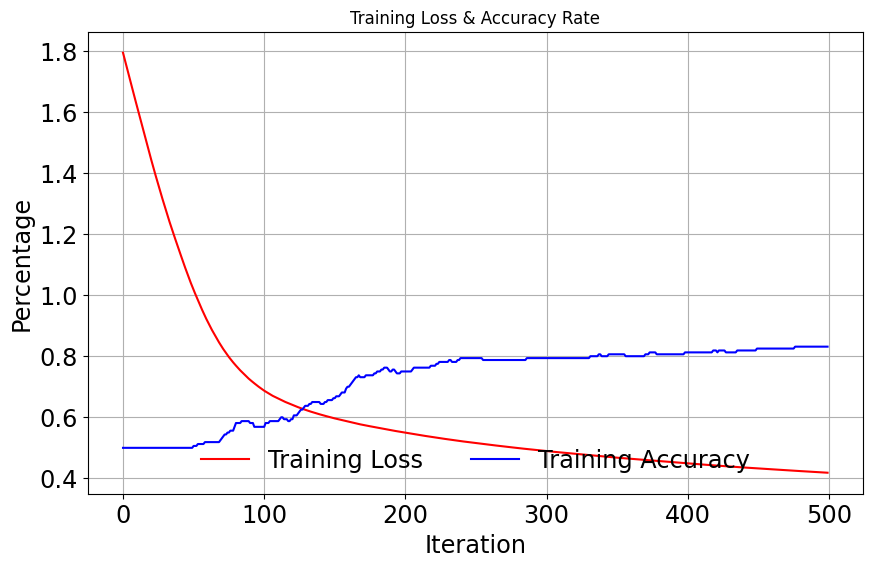 Training Loss & Accuracy Rate
Percentage
1.8
1.6
1.4
1.2
1.0
0.8
0.6
0.4
Training Loss Training Accuracy
0 100 200 300 400 500
Iteration